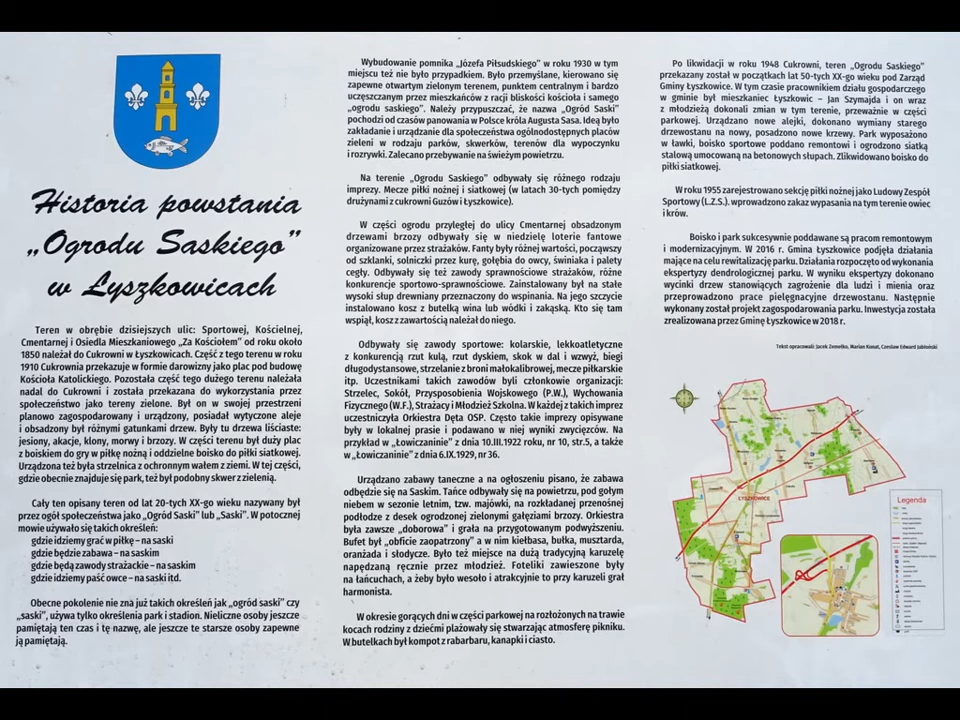 Historia powstania
„Ogrodu Saskiego”
w Łyszkowicach
Teren w obrębie dzisiejszych ulic: Sportowej, Kościelnej,
Cmentarnej i Osiedla Mieszkaniowego „Za Kościołem” od roku około
1850 należał do Cukrowni w Łyszkowicach. Część z tego terenu w roku
1910 Cukrownia przekazuje w formie darowizny jako plac pod budowę
Kościoła Katolickiego. Pozostała część tego dużego terenu należała
nadal do Cukrowni i została przekazana do wykorzystania przez
społeczeństwo jako tereny zielone. Był on w swojej przestrzeni
planowo zagospodarowany i urządzony, posiadał wytyczone aleje
i obsadzony był różnymi gatunkami drzew. Były tu drzewa liściaste:
jesiony, akacje, klony, morwy i brzozy. W części terenu był duży plac
z boiskiem do gry w piłkę nożną i oddzielne boisko do piłki siatkowej.
Urządzona też była strzelnica z ochronnym wałem z ziemi. W tej części,
gdzie obecnie znajduje się park, też był podobny skwer z zielenią.
Cały ten opisany teren od lat 20-tych XX-go wieku nazywany był
przez ogół społeczeństwa jako „Ogród Saski” lub „Saski”. W potocznej
mowie używało się takich określeń:
gdzie idziemy grać w piłkę – na saski
gdzie będzie zabawa – na saskim
gdzie będą zawody strażackie – na saskim
gdzie idziemy paść owce – na saski itd.
Obecne pokolenie nie zna już takich określeń jak „ogród saski” czy
„saski”, używa tylko określenia park i stadion. Nieliczne osoby jeszcze
pamiętają ten czas i tę nazwę, ale jeszcze te starsze osoby zapewne
ją pamiętają.
Wybudowanie pomnika „Józefa Piłsudskiego” w roku 1930 w tym
miejscu też nie było przypadkiem. Było przemyślane, kierowano się
zapewne otwartym zielonym terenem, punktem centralnym i bardzo
uczęszczanym przez mieszkańców z racji bliskości kościoła i samego
„ogrodu saskiego”. Należy przypuszczać, że nazwa „Ogród Saski”
pochodzi od czasów panowania w Polsce króla Augusta Sasa. Ideą było
zakładanie i urządzanie dla społeczeństwa ogólnodostępnych placów
zieleni w rodzaju parków, skwerków, terenów dla wypoczynku
i rozrywki. Zalecano przebywanie na świeżym powietrzu.
Na terenie „Ogrodu Saskiego” odbywały się różnego rodzaju
imprezy. Mecze piłki nożnej i siatkowej (w latach 30-tych pomiędzy
drużynami z cukrowni Guzów i Łyszkowice).
W części ogrodu przyległej do ulicy Cmentarnej obsadzonym
drzewami brzozy odbywały się w niedzielę loterie fantowe
organizowane przez strażaków. Fanty były różnej wartości, począwszy
od szklanki, solniczki przez kurę, gołębia do owcy, świniaka i palety
cegły. Odbywały się też zawody sprawnościowe strażaków, różne
konkurencje sportowo-sprawnościowe. Zainstalowany był na stałe
wysoki słup drewniany przeznaczony do wspinania. Na jego szczycie
instalowano kosz z butelką wina lub wódki i zakąską. Kto się tam
wspiął, kosz z zawartością należał do niego.
Odbywały się zawody sportowe: kolarskie, lekkoatletyczne
z konkurencją rzut kulą, rzut dyskiem, skok w dal i wzwyż, biegi
długodystansowe, strzelanie z broni małokalibrowej, mecze piłkarskie
itp. Uczestnikami takich zawodów byli członkowie organizacji:
Strzelec, Sokół, Przysposobienia Wojskowego (P.W.), Wychowania
Fizycznego (W.F.), Strażacy i Młodzież Szkolna. W każdej z takich imprez
uczestniczyła Orkiestra Dęta OSP. Często takie imprezy opisywane
były w lokalnej prasie i podawano w niej wyniki zwycięzców. Na
przykład w „Łowiczaninie” z dnia 10.III.1922 roku, nr 10, str.5, a także
w „Łowiczaninie” z dnia 6.IX.1929, nr 36.
Urządzano zabawy taneczne a na ogłoszeniu pisano, że zabawa
odbędzie się na Saskim. Tańce odbywały się na powietrzu, pod gołym
niebem w sezonie letnim, tzw. majówki, na rozkładanej przenośnej
podłodze z desek ogrodzonej zielonymi gałęziami brzozy. Orkiestra
była zawsze „doborowa” i grała na przygotowanym podwyższeniu.
Bufet był „obficie zaopatrzony” a w nim kiełbasa, bułka, musztarda,
oranżada i słodycze. Było też miejsce na dużą tradycyjną karuzelę
napędzaną ręcznie przez młodzież. Foteliki zawieszone były
na łańcuchach, a żeby było wesoło i atrakcyjnie to przy karuzeli grał
harmonista.
W okresie gorących dni w części parkowej na rozłożonych na trawie
kocach rodziny z dziećmi plażowały się stwarzając atmosferę pikniku.
W butelkach był kompot z rabarbaru, kanapki i ciasto.
Po likwidacji w roku 1948 Cukrowni, teren „Ogrodu Saskiego”
przekazany został w początkach lat 50-tych XX-go wieku pod Zarząd
Gminy Łyszkowice. W tym czasie pracownikiem działu gospodarczego
w gminie był mieszkaniec Łyszkowic – Jan Szymajda i on wraz
z młodzieżą dokonali zmian w tym terenie, przeważnie w części
parkowej. Urządzano nowe alejki, dokonano wymiany starego
drzewostanu na nowy, posadzono nowe krzewy. Park wyposażono
w ławki, boisko sportowe poddano remontowi i ogrodzono siatką
stalową umocowaną na betonowych słupach. Zlikwidowano boisko do
piłki siatkowej.
W roku 1955 zarejestrowano sekcję piłki nożnej jako Ludowy Zespół
Sportowy (L.Z.S.). wprowadzono zakaz wypasania na tym terenie owiec
i krów.
Boisko i park sukcesywnie poddawane są pracom remontowym
i modernizacyjnym. W 2016 r. Gmina Łyszkowice podjęła działania
mające na celu rewitalizację parku. Działania rozpoczęto od wykonania
ekspertyzy dendrologicznej parku. W wyniku ekspertyzy dokonano
wycinki drzew stanowiących zagrożenie dla ludzi i mienia oraz
przeprowadzono prace pielęgnacyjne drzewostanu. Następnie
wykonany został projekt zagospodarowania parku. Inwestycja została
zrealizowana przez Gminę Łyszkowice w 2018 r.
Tekst opracowali: Jacek Zemełko, Marian Kunat, Czesław Edward Jabłoński
ŁYSZKOWICE
Legenda